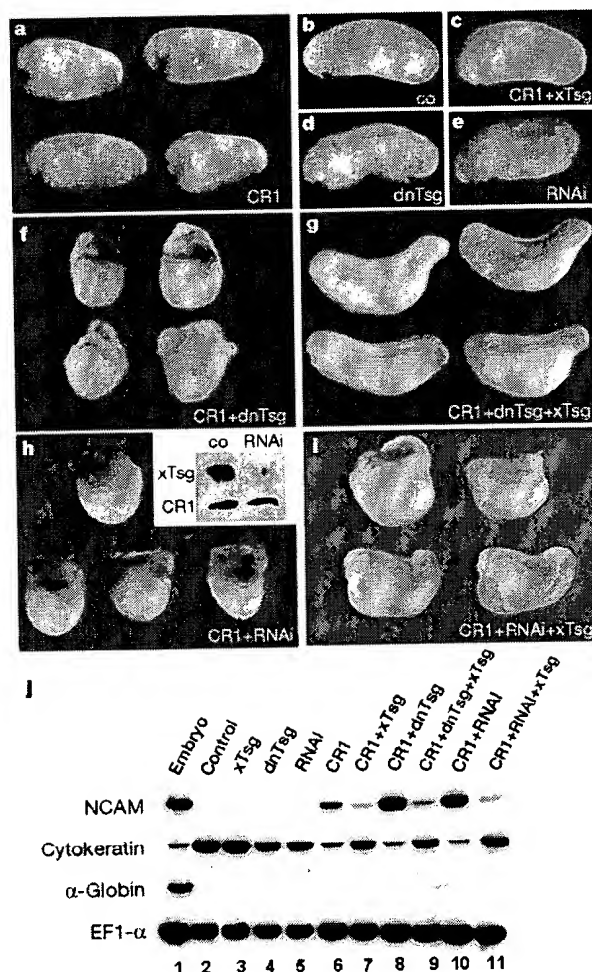 a
CR1
b
co
c
CR1+xTsg
d
dnTsg
e
RNAi
f
CR1+dnTsg
g
CR1+dnTsg+xTsg
h
co RNAi
xTsg
CR1
CR1+RNAi
i
CR1+RNAi+xTsg
j
Embryo
Control
xTsg
dnTsg
RNAi
CR1
CR1+xTsg
CR1+dnTsg
CR1+dnTsg+xTsg
CR1+RNAi
CR1+RNAi+xTsg
NCAM
Cytokeratin
α-Globin
EF1-α
1 2 3 4 5 6 7 8 9 10 11